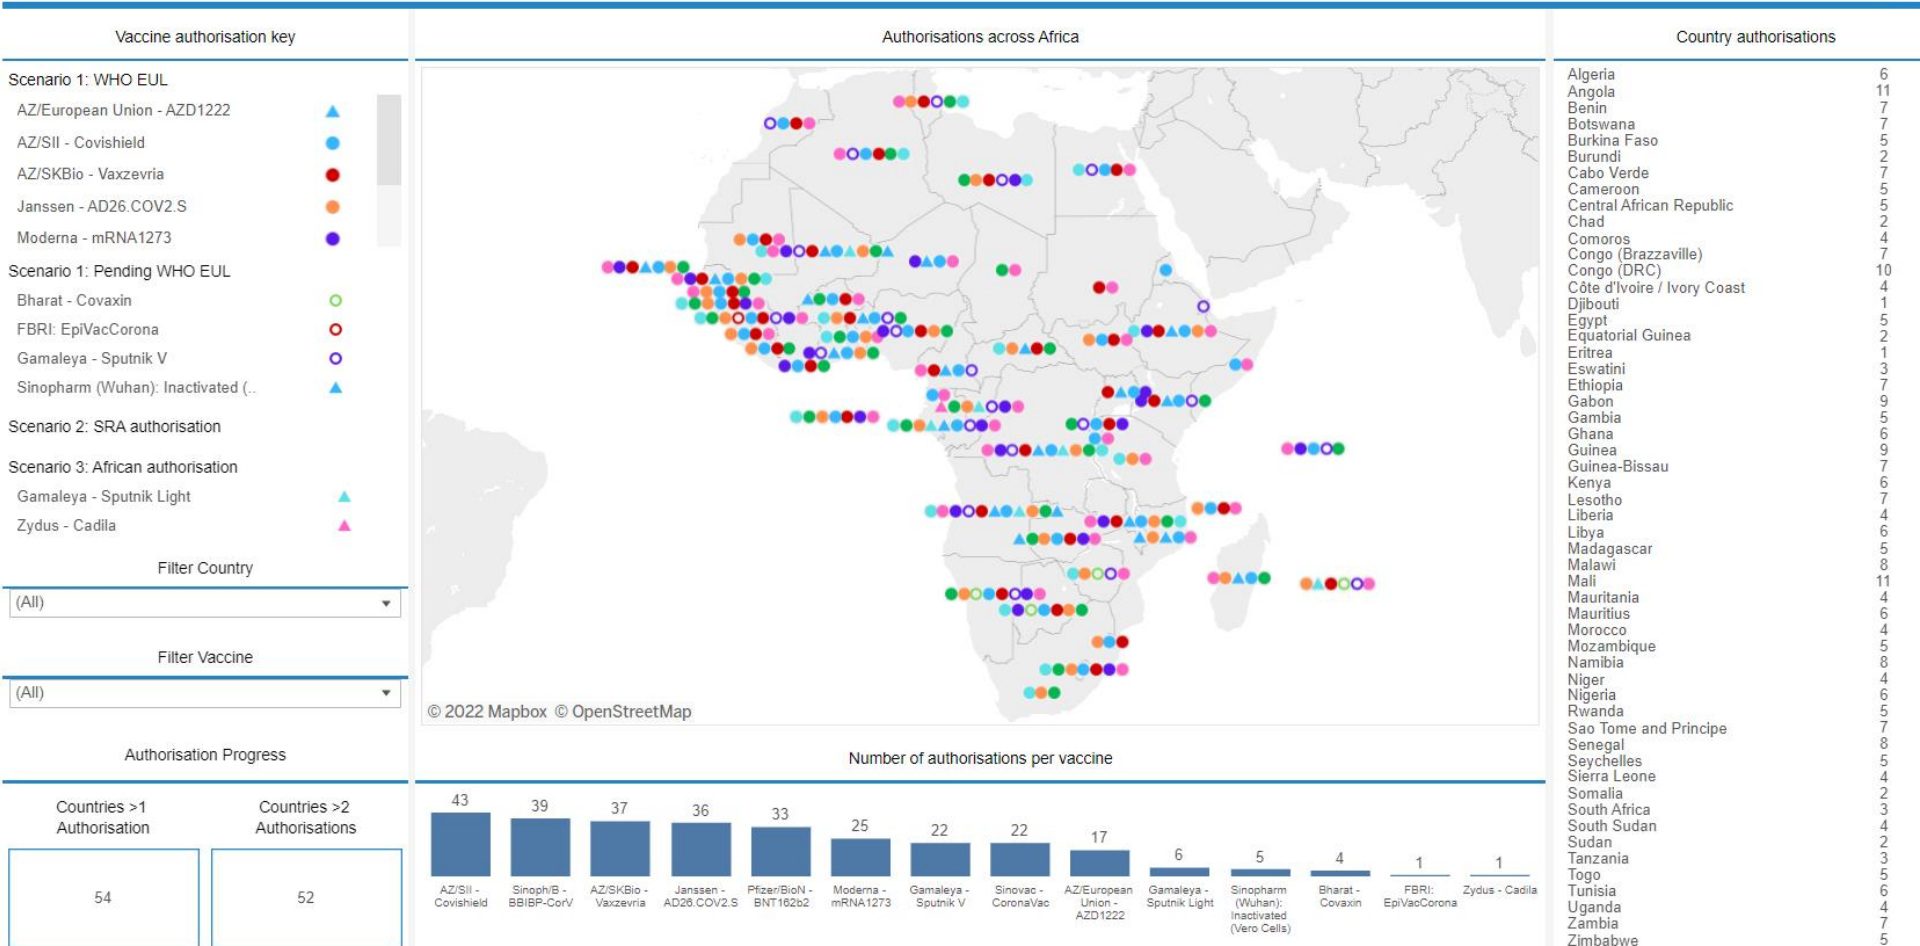 Vaccine authorisation key
Scenario 1: WHO EUL
AZ/European Union - AZD1222
AZ/SII - Covishield
AZ/SKBio - Vaxzevria
Janssen - AD26.COV2.S
Moderna - mRNA1273
Scenario 1: Pending WHO EUL
Bharat - Covaxin
FBRI: EpiVacCorona
Gamaleya - Sputnik V
Sinopharm (Wuhan): Inactivated (..
Scenario 2: SRA authorisation
Scenario 3: African authorisation
Gamaleya - Sputnik Light
Zydus - Cadila
Filter Country
(All)
Filter Vaccine
(All)
Authorisation Progress
Countries >1
Authorisation
54
Countries >2
Authorisations
52
Authorisations across Africa
© 2022 Mapbox © OpenStreetMap
Number of authorisations per vaccine
43
39
37
36
33
25
22
22
17
6
5
4
1
1
AZ/SII -
Covishield
Sinoph/B -
BBIBP-CorV
AZ/SKBio -
Vaxzevria
Janssen -
AD26.COV2.S
Pfizer/BioN -
BNT162b2
Moderna -
mRNA1273
Gamaleya -
Sputnik V
Sinovac -
CoronaVac
AZ/European
Union -
AZD1222
Gamaleya -
Sputnik Light
Sinopharm
(Wuhan):
Inactivated
(Vero Cells)
Bharat -
Covaxin
FBRI:
EpiVacCorona
Zydus - Cadila
Country authorisations
Algeria 6
Angola 11
Benin 7
Botswana 7
Burkina Faso 5
Burundi 2
Cabo Verde 7
Cameroon 5
Central African Republic 5
Chad 2
Comoros 4
Congo (Brazzaville) 7
Congo (DRC) 10
Côte d'Ivoire / Ivory Coast 4
Djibouti 1
Egypt 5
Equatorial Guinea 2
Eritrea 1
Eswatini 3
Ethiopia 7
Gabon 9
Gambia 5
Ghana 6
Guinea 9
Guinea-Bissau 7
Kenya 6
Lesotho 7
Liberia 4
Libya 6
Madagascar 5
Malawi 8
Mali 11
Mauritania 4
Mauritius 6
Morocco 4
Mozambique 5
Namibia 8
Niger 4
Nigeria 6
Rwanda 5
Sao Tome and Principe 7
Senegal 8
Seychelles 5
Sierra Leone 4
Somalia 2
South Africa 3
South Sudan 4
Sudan 2
Tanzania 3
Togo 5
Tunisia 6
Uganda 4
Zambia 7
Zimbabwe 5